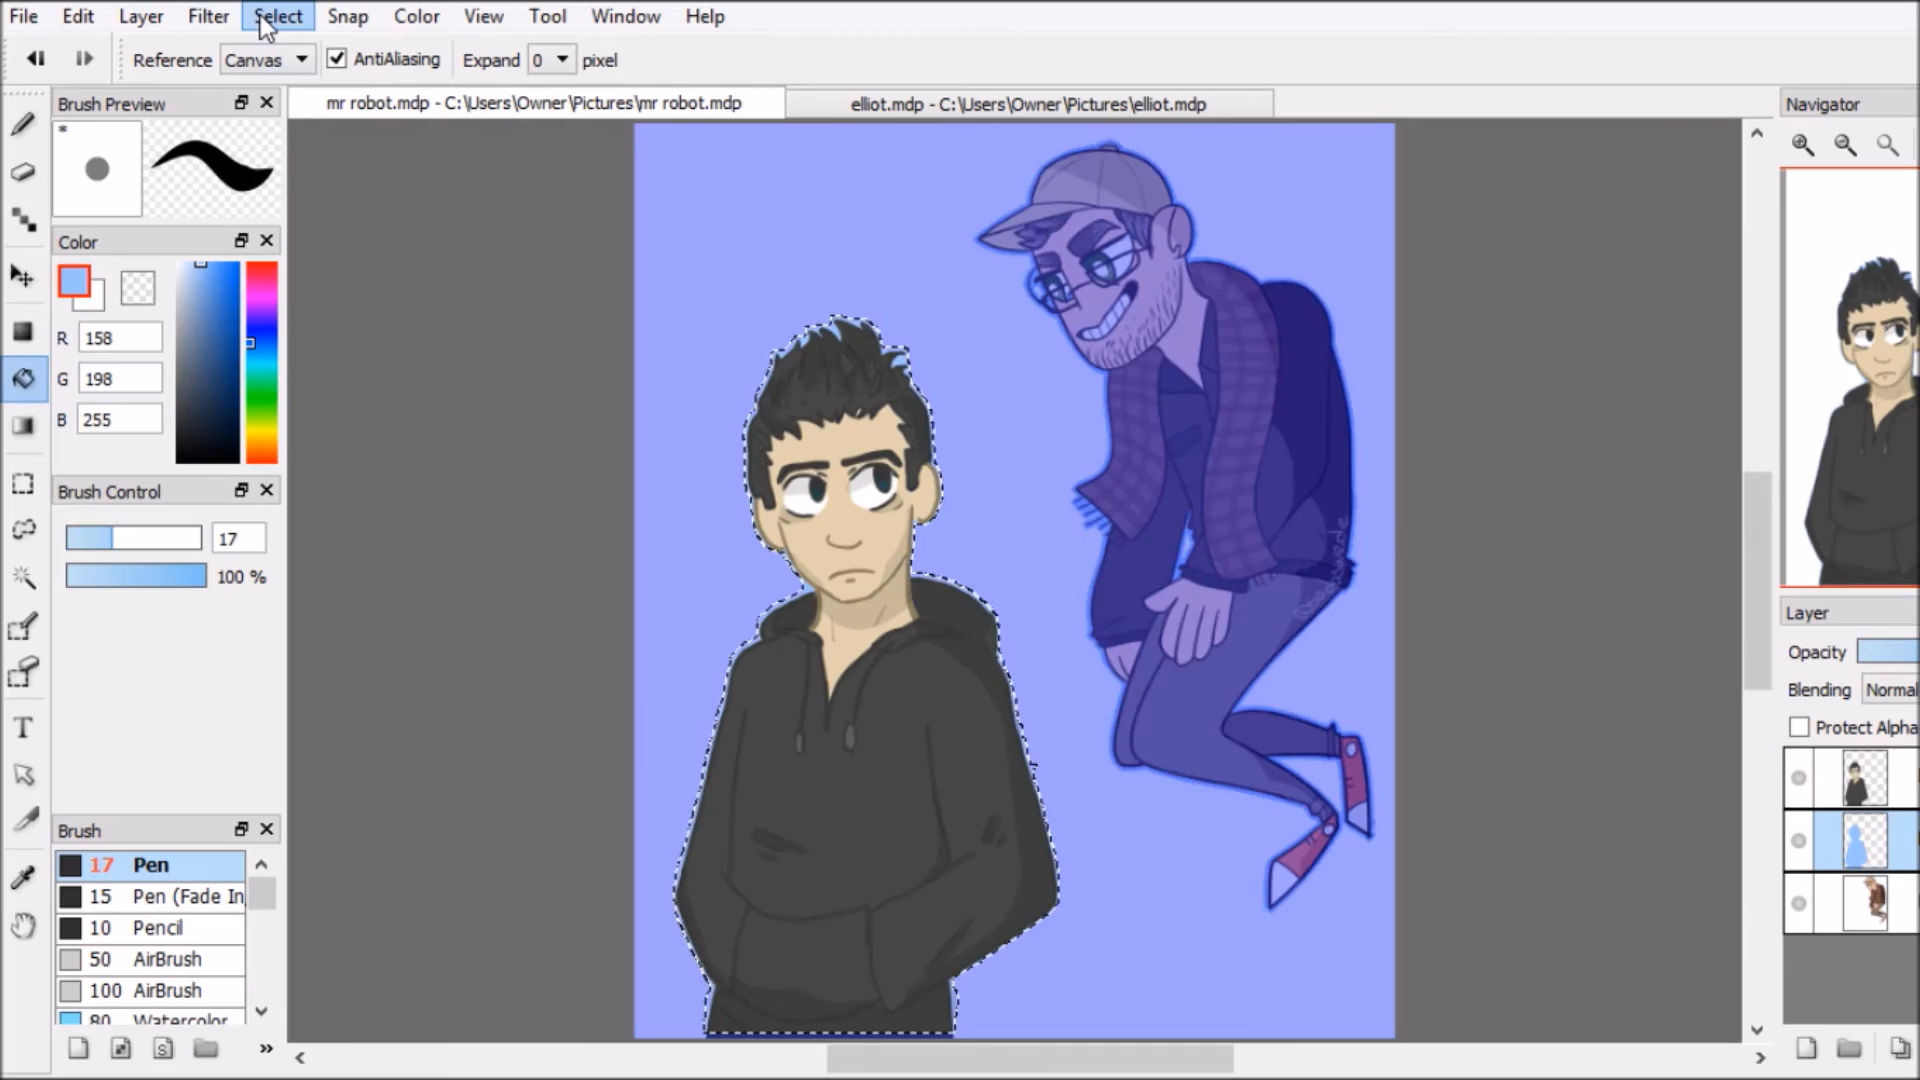 File Edit Layer Filter Select Snap Color View Tool Window Help
Reference Canvas AntiAliasing Expand 0 pixel
Brush Preview
mr robot.mdp - C:\Users\Owner\Pictures\mr robot.mdp
elliot.mdp - C:\Users\Owner\Pictures\elliot.mdp
Navigator
*
Color
R 158
G 198
B 255
Brush Control
17
100 %
Brush
17 Pen
15 Pen (Fade In
10 Pencil
50 AirBrush
100 AirBrush
80 Watercolor
T
S
»
Layer
Opacity
Blending Normal
Protect Alpha